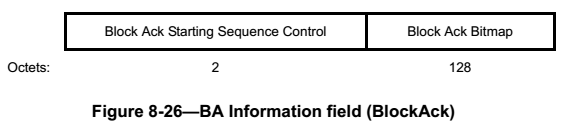 Block Ack Starting Sequence Control Block Ack Bitmap
Octets: 2 128
Figure 8-26—BA Information field (BlockAck)